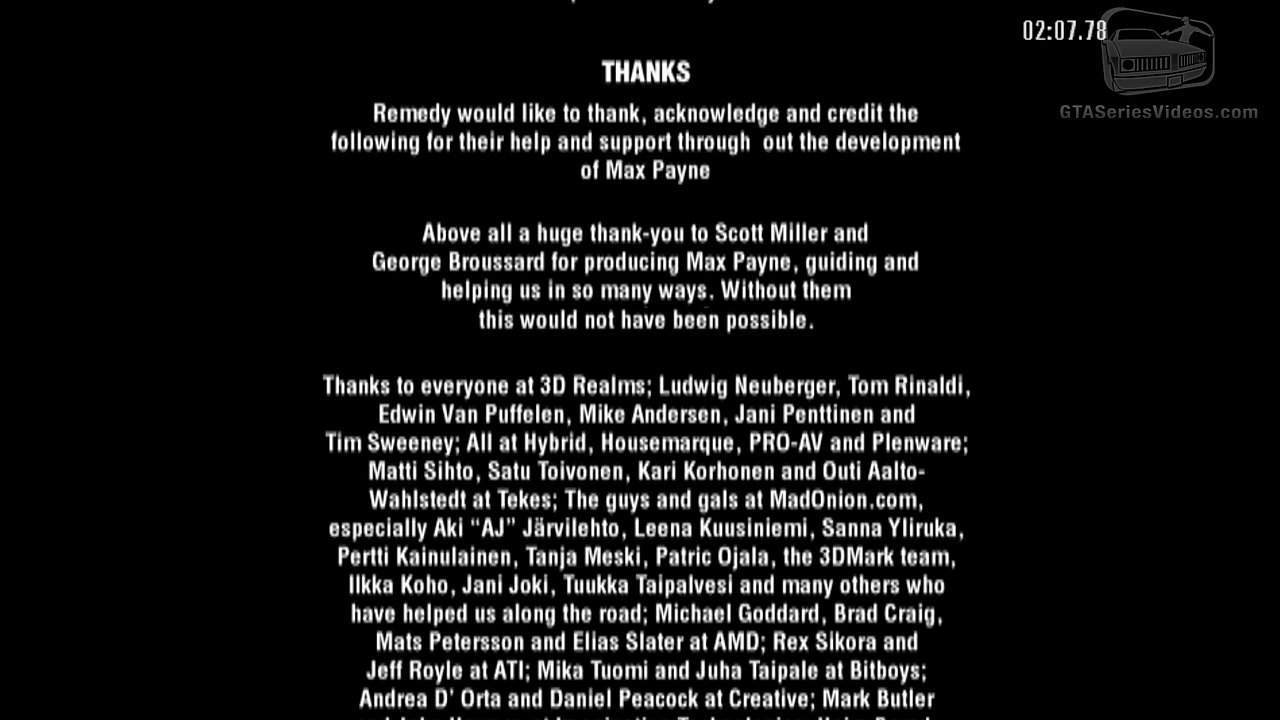 02:07.78
GTASeriesVideos.com
THANKS
Remedy would like to thank, acknowledge and credit the
following for their help and support through out the development
of Max Payne
Above all a huge thank-you to Scott Miller and
George Broussard for producing Max Payne, guiding and
helping us in so many ways. Without them
this would not have been possible.
Thanks to everyone at 3D Realms; Ludwig Neuberger, Tom Rinaldi,
Edwin Van Puffelen, Mike Andersen, Jani Penttinen and
Tim Sweeney; All at Hybrid, Housemarque, PRO-AV and Plenware;
Matti Sihto, Satu Toivonen, Kari Korhonen and Outi Aalto-
Wahlstedt at Tekes; The guys and gals at MadOnion.com,
especially Aki “AJ” Järvilehto, Leena Kuusiniemi, Sanna Yliruka,
Pertti Kainulainen, Tanja Meski, Patric Ojala, the 3DMark team,
Ilkka Koho, Jani Joki, Tuukka Taipalvesi and many others who
have helped us along the road; Michael Goddard, Brad Craig,
Mats Petersson and Elias Slater at AMD; Rex Sikora and
Jeff Royle at ATI; Mika Tuomi and Juha Taipale at Bitboys;
Andrea D' Orta and Daniel Peacock at Creative; Mark Butler